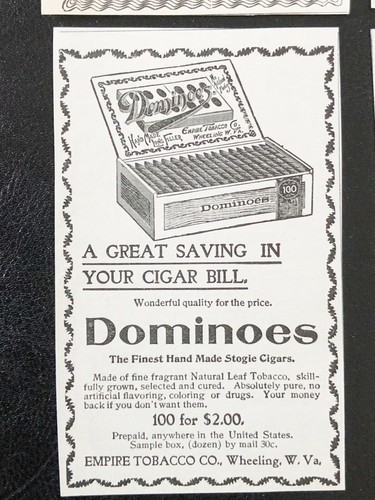 Dominoes
Hand Made
Long Filler
Empire Tobacco Co.
Wheeling W. Va.
100
Dominoes
A GREAT SAVING IN
YOUR CIGAR BILL.
Wonderful quality for the price.
Dominoes
The Finest Hand Made Stogie Cigars.
Made of fine fragrant Natural Leaf Tobacco, skill-
fully grown, selected and cured. Absolutely pure, no
artificial flavoring, coloring or drugs. Your money
back if you don't want them.
100 for $2.00.
Prepaid, anywhere in the United States.
Sample box, (dozen) by mail 30c.
EMPIRE TOBACCO CO., Wheeling, W. Va.